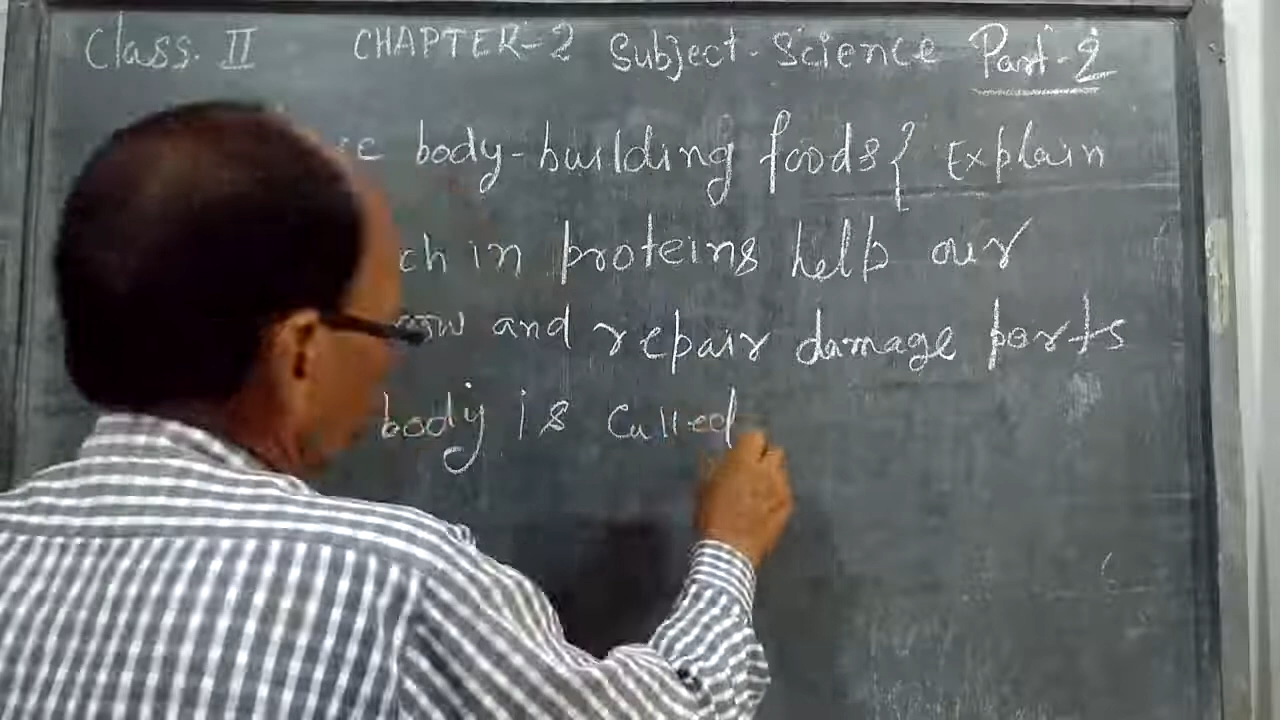 Class. II CHAPTER-2 Subject-Science Part-2
body-building foods{ Explain
in proteins help our
and repair damage parts
body is Called